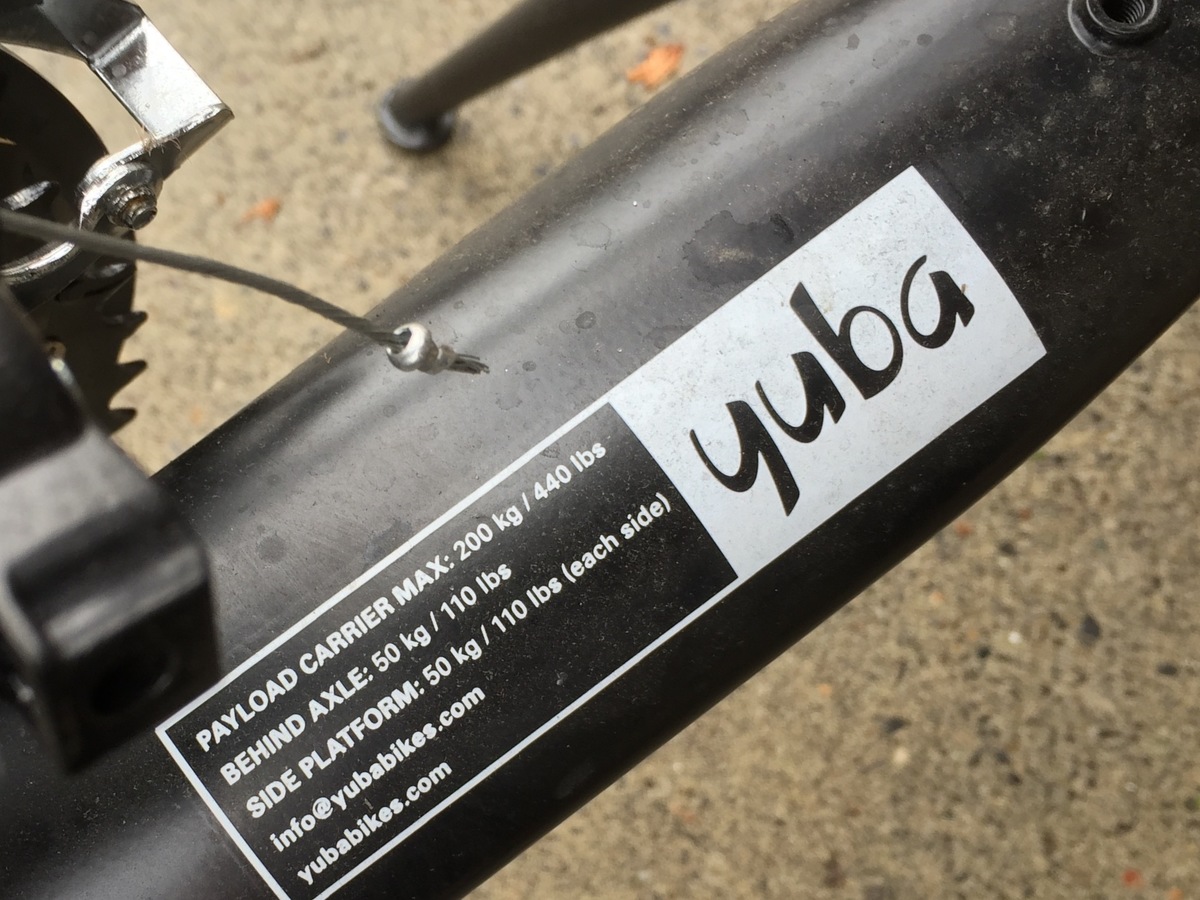 yuba
PAYLOAD CARRIER MAX: 200 kg / 440 lbs
BEHIND AXLE: 50 kg / 110 lbs
SIDE PLATFORM: 50 kg / 110 lbs (each side)
info@yubabikes.com
yubabikes.com